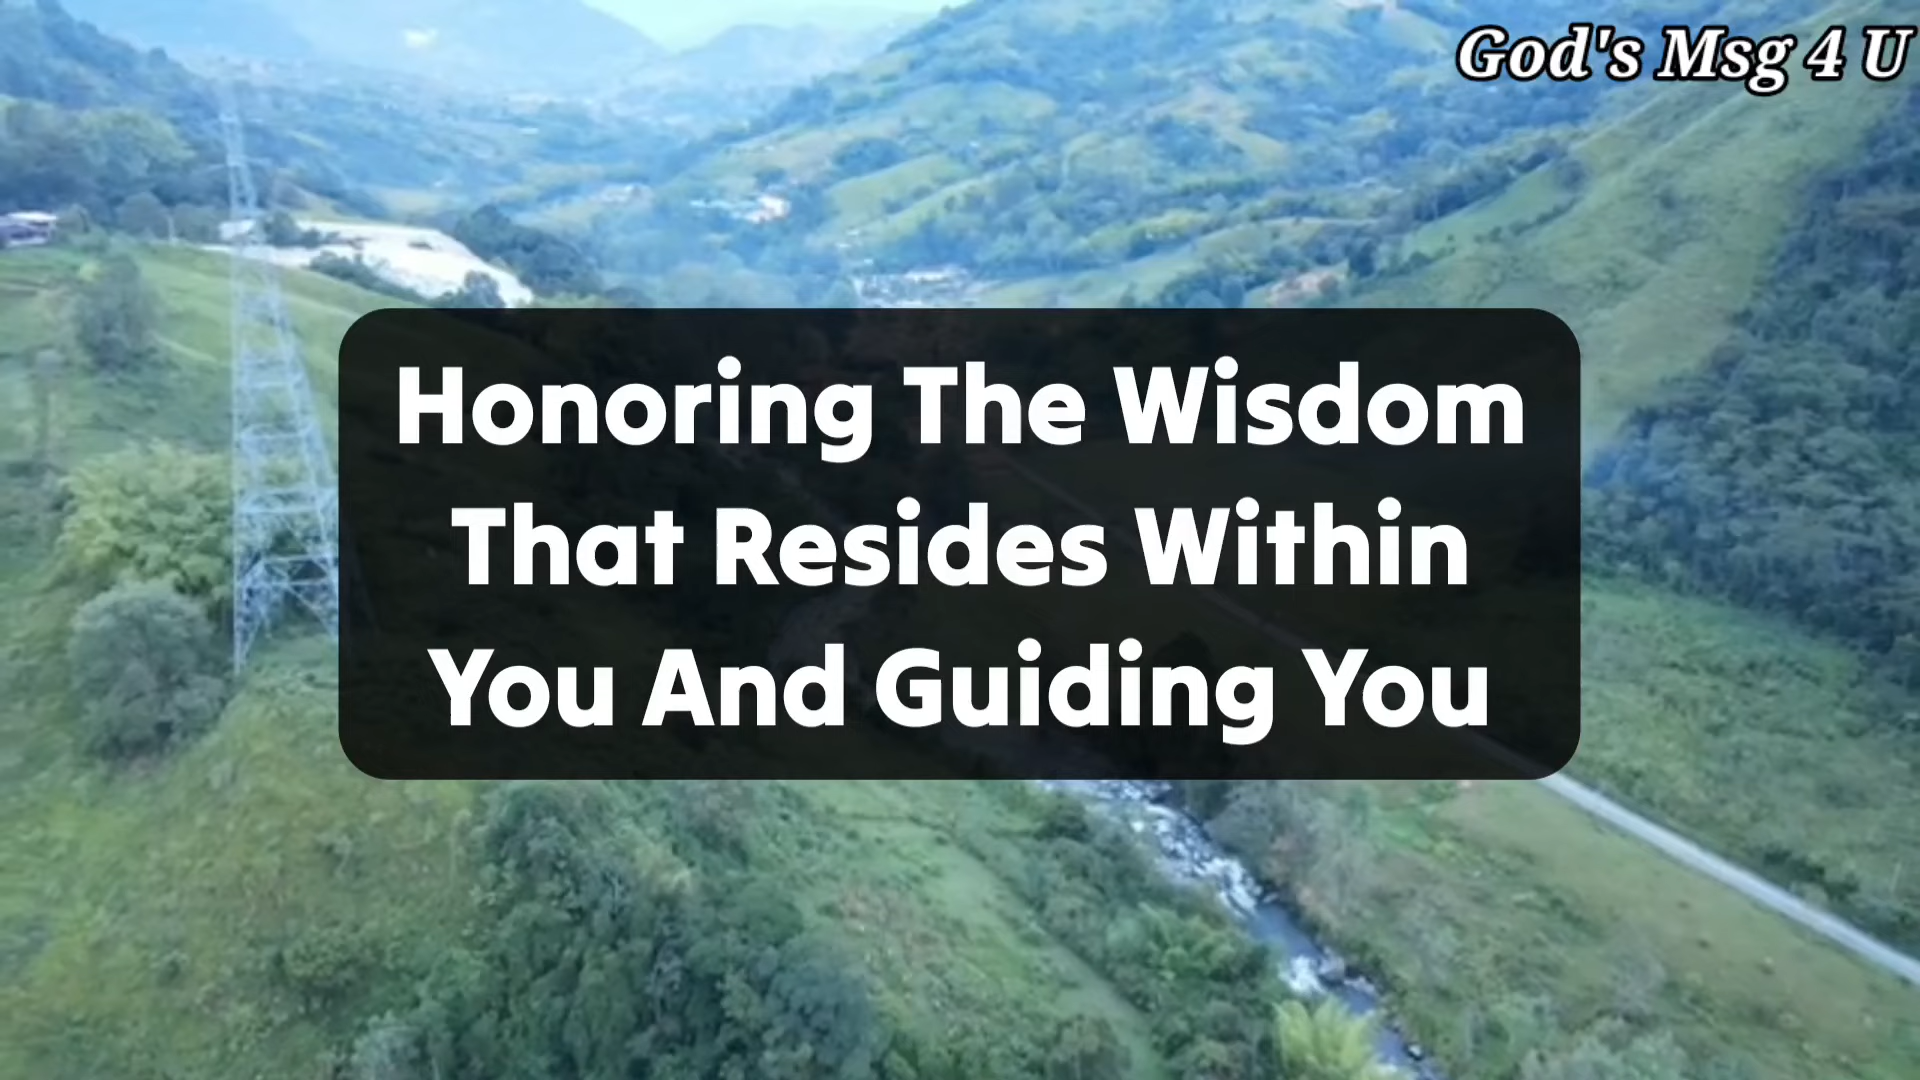 God's Msg 4 U
Honoring The Wisdom
That Resides Within
You And Guiding You